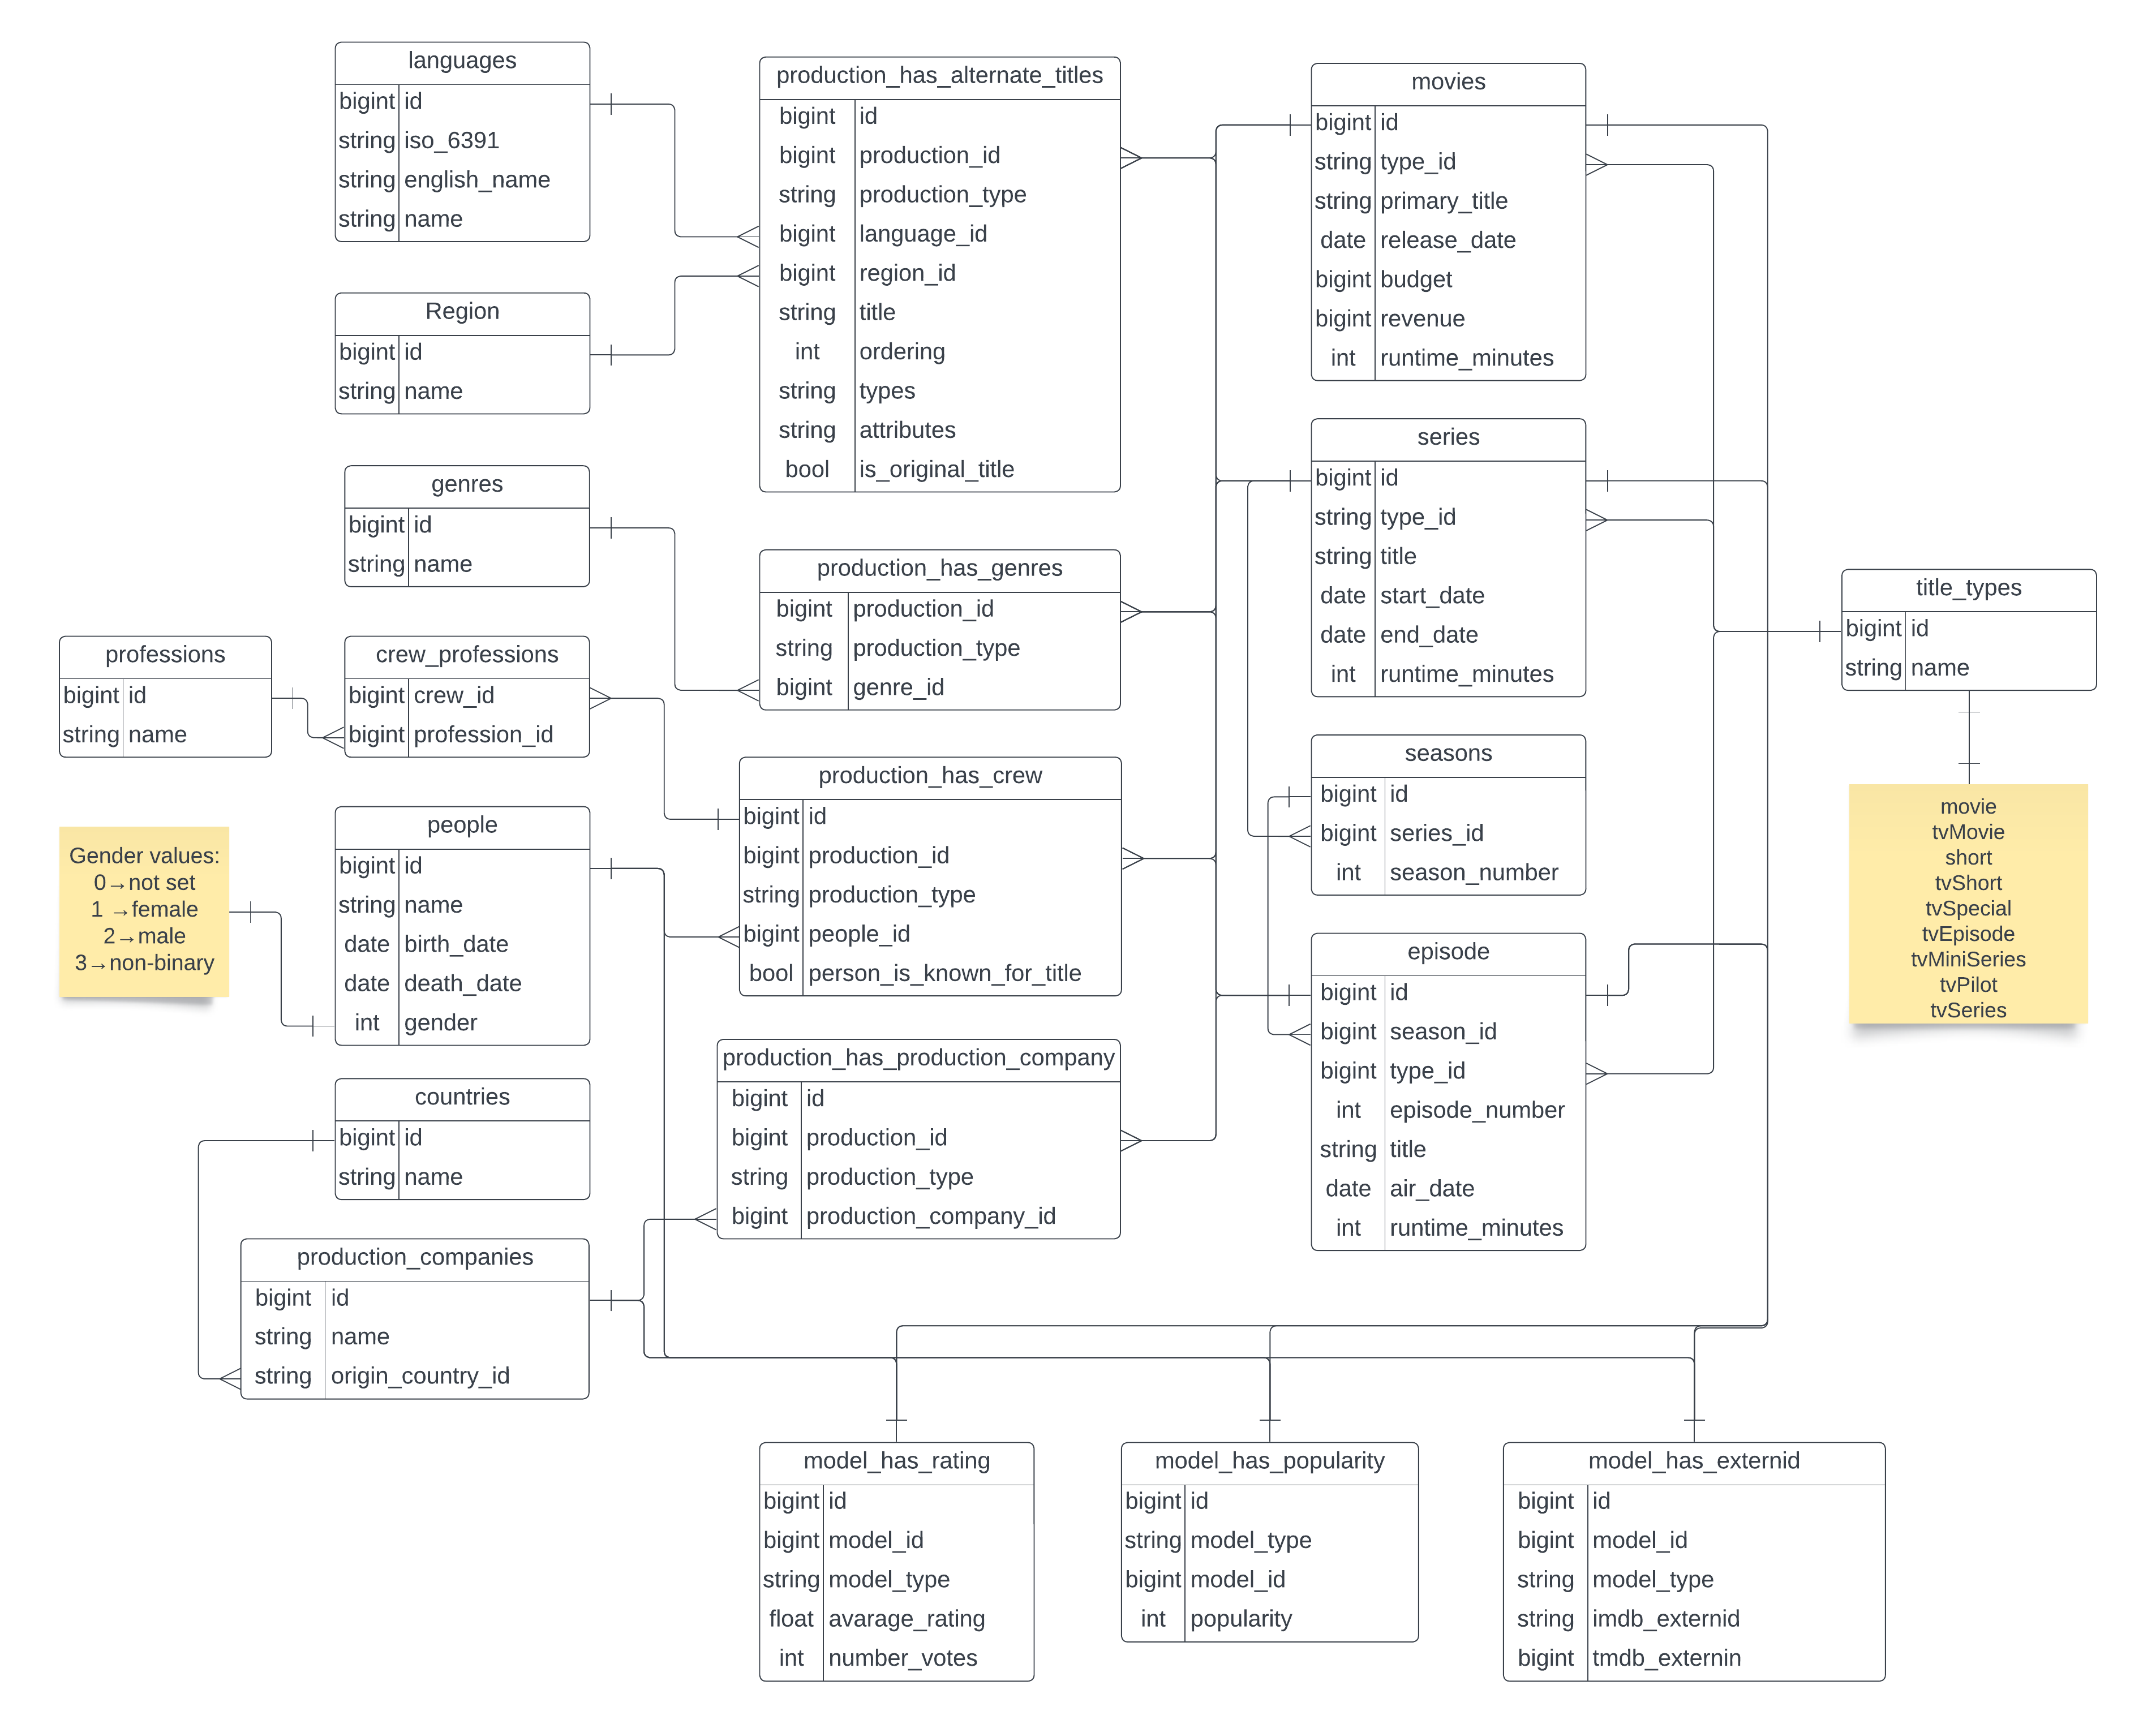 languages
bigint id
string iso_6391
string english_name
string name
Region
bigint id
string name
genres
bigint id
string name
professions
bigint id
string name
crew_professions
bigint crew_id
bigint profession_id
Gender values:
0→not set
1 →female
2→male
3→non-binary
people
bigint id
string name
date birth_date
date death_date
int gender
countries
bigint id
string name
production_companies
bigint id
string name
string origin_country_id
production_has_alternate_titles
bigint id
bigint production_id
string production_type
bigint language_id
bigint region_id
string title
int ordering
string types
string attributes
bool is_original_title
production_has_genres
bigint production_id
string production_type
bigint genre_id
production_has_crew
bigint id
bigint production_id
string production_type
bigint people_id
bool person_is_known_for_title
production_has_production_company
bigint id
bigint production_id
string production_type
bigint production_company_id
movies
bigint id
string type_id
string primary_title
date release_date
bigint budget
bigint revenue
int runtime_minutes
series
bigint id
string type_id
string title
date start_date
date end_date
int runtime_minutes
seasons
bigint id
bigint series_id
int season_number
episode
bigint id
bigint season_id
bigint type_id
int episode_number
string title
date air_date
int runtime_minutes
title_types
bigint id
string name
movie
tvMovie
short
tvShort
tvSpecial
tvEpisode
tvMiniSeries
tvPilot
tvSeries
model_has_rating
bigint id
bigint model_id
string model_type
float avarage_rating
int number_votes
model_has_popularity
bigint id
string model_type
bigint model_id
int popularity
model_has_externid
bigint id
bigint model_id
string model_type
string imdb_externid
bigint tmdb_externin